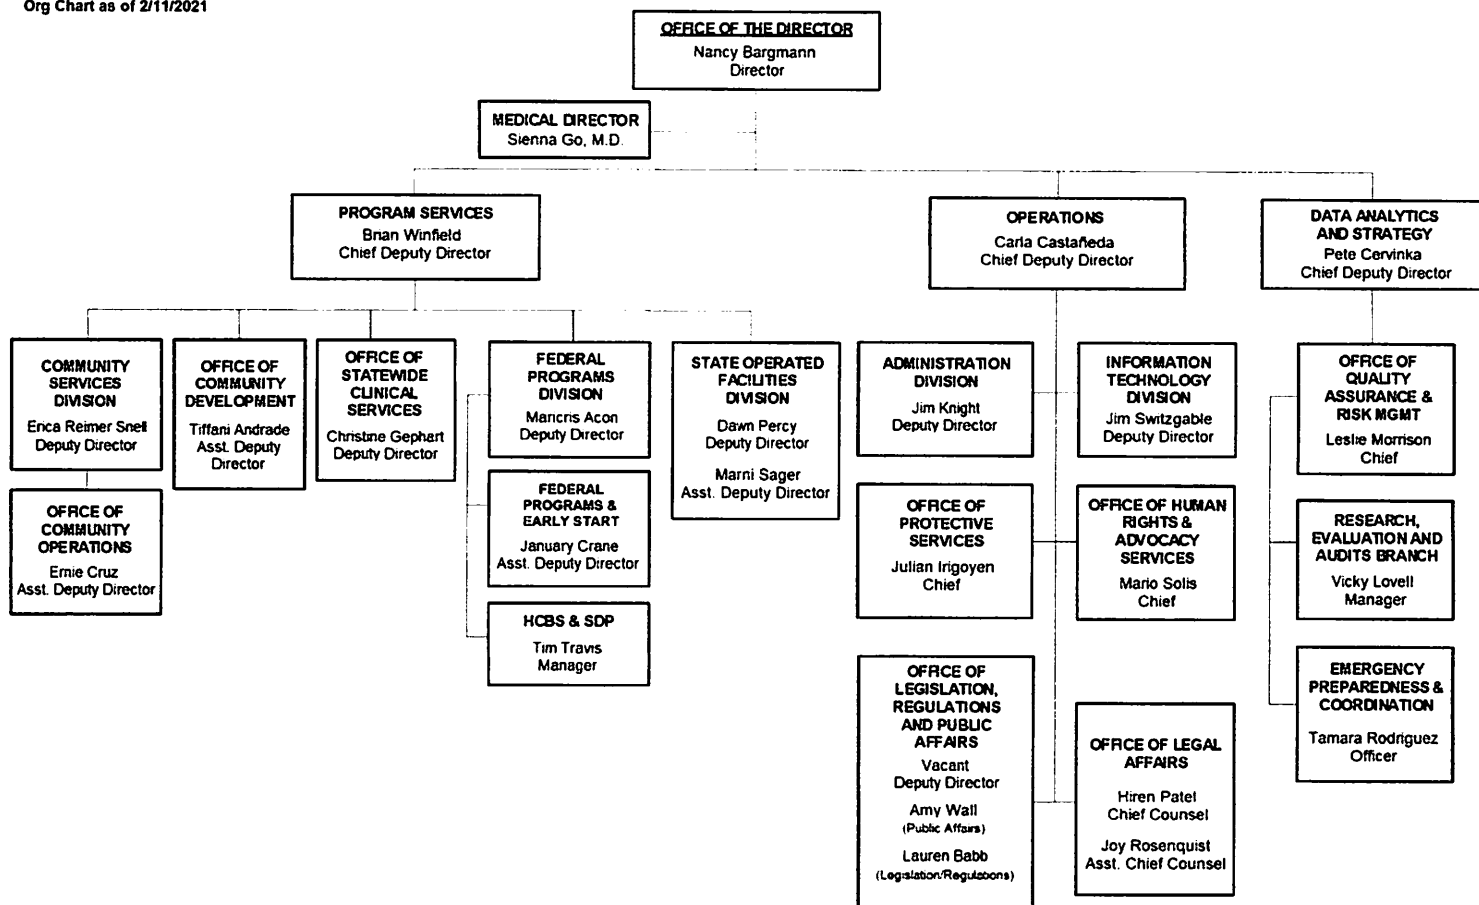 Org Chart as of 2/11/2021
OFFICE OF THE DIRECTOR
Nancy Bargmann
Director
MEDICAL DIRECTOR
Sienna Go, M.D.
PROGRAM SERVICES
Brian Winfield
Chief Deputy Director
OPERATIONS
Carla Castañeda
Chief Deputy Director
DATA ANALYTICS
AND STRATEGY
Pete Cervinka
Chief Deputy Director
COMMUNITY
SERVICES
DIVISION
Erica Reimer Snell
Deputy Director
OFFICE OF
COMMUNITY
DEVELOPMENT
Tiffani Andrade
Asst. Deputy
Director
OFFICE OF
STATEWIDE
CLINICAL
SERVICES
Christine Gephart
Deputy Director
FEDERAL
PROGRAMS
DIVISION
Maricris Acon
Deputy Director
STATE OPERATED
FACILITIES
DIVISION
Dawn Percy
Deputy Director
Marni Sager
Asst. Deputy Director
ADMINISTRATION
DIVISION
Jim Knight
Deputy Director
INFORMATION
TECHNOLOGY
DIVISION
Jim Switzgable
Deputy Director
OFFICE OF
QUALITY
ASSURANCE &
RISK MGMT
Leslie Morrison
Chief
OFFICE OF
COMMUNITY
OPERATIONS
Ernie Cruz
Asst. Deputy Director
FEDERAL
PROGRAMS &
EARLY START
January Crane
Asst. Deputy Director
OFFICE OF
PROTECTIVE
SERVICES
Julian Irigoyen
Chief
OFFICE OF HUMAN
RIGHTS &
ADVOCACY
SERVICES
Mario Solis
Chief
RESEARCH,
EVALUATION AND
AUDITS BRANCH
Vicky Lovell
Manager
HCBS & SDP
Tim Travis
Manager
OFFICE OF
LEGISLATION,
REGULATIONS
AND PUBLIC
AFFAIRS
Vacant
Deputy Director
Amy Wall
(Public Affairs)
Lauren Babb
(Legislation/Regulations)
OFFICE OF LEGAL
AFFAIRS
Hiren Patel
Chief Counsel
Joy Rosenquist
Asst. Chief Counsel
EMERGENCY
PREPAREDNESS &
COORDINATION
Tamara Rodriguez
Officer